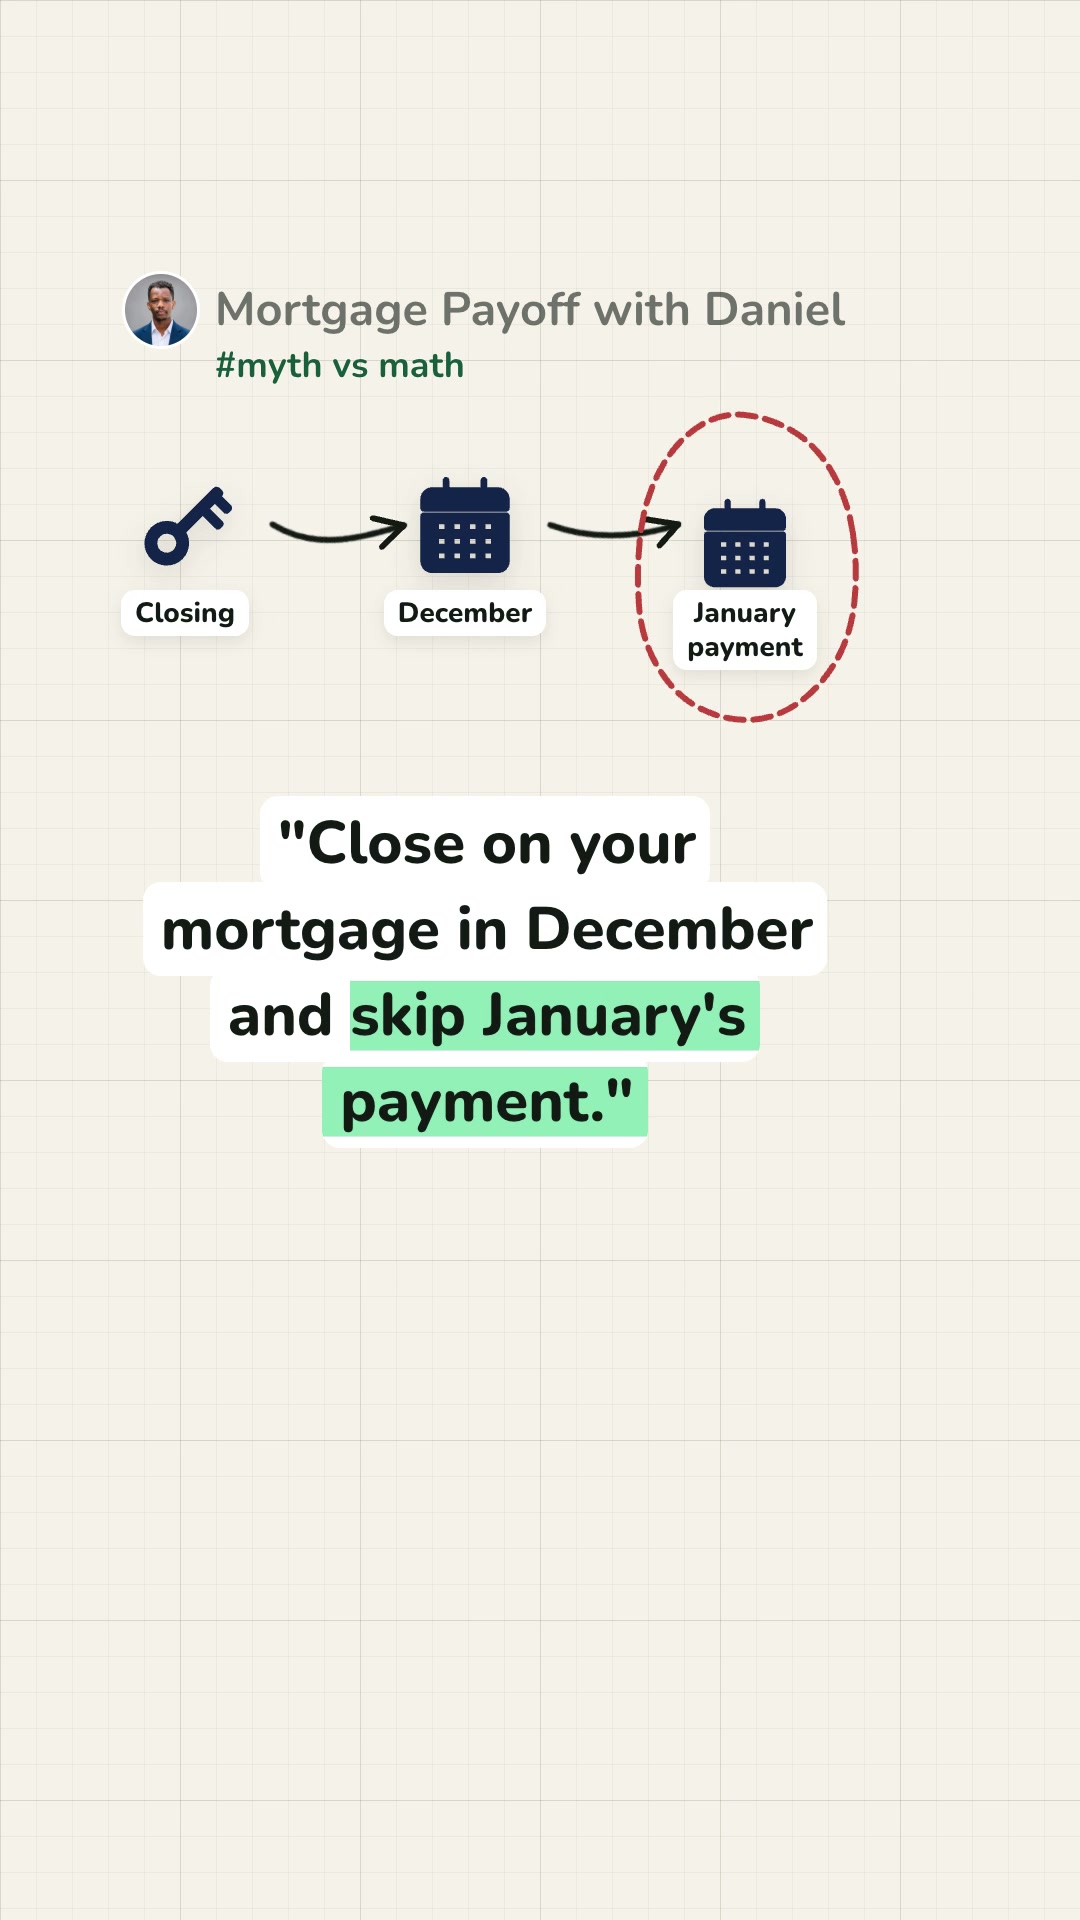 Mortgage Payoff with Daniel
#myth vs math
Closing
December
January
payment
"Close on your
mortgage in December
and skip January's
payment."